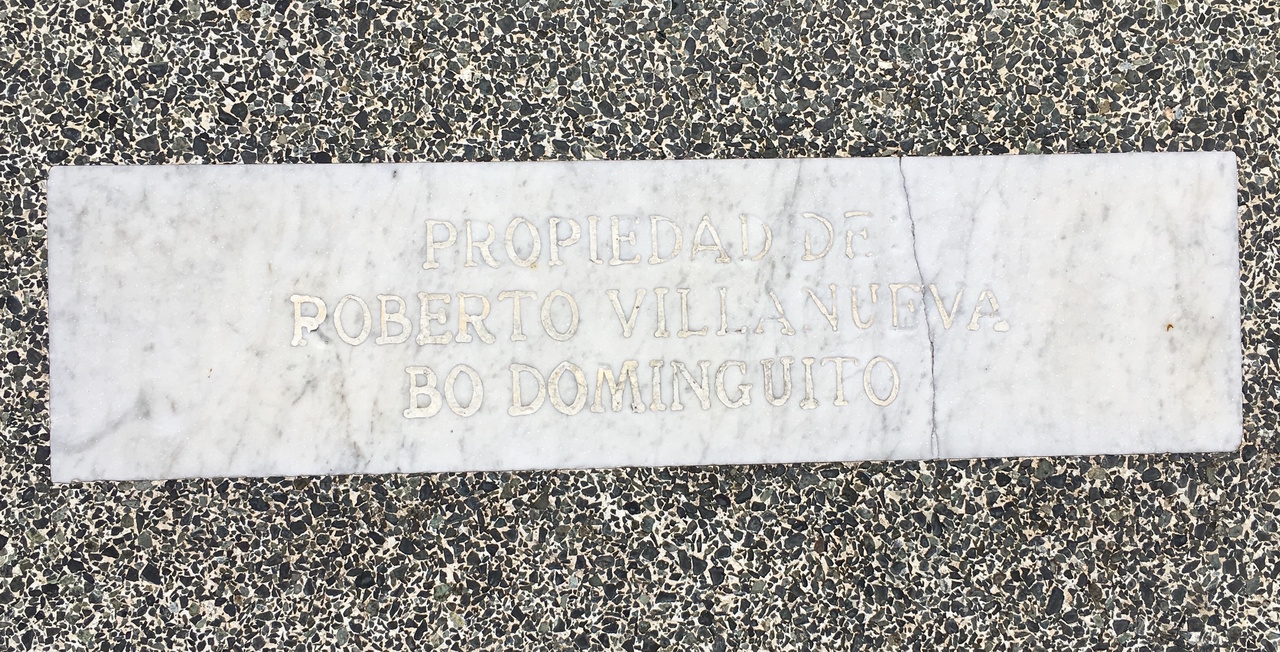 PROPIEDAD DE
ROBERTO VILLANUEVA
BO DOMINGUITO